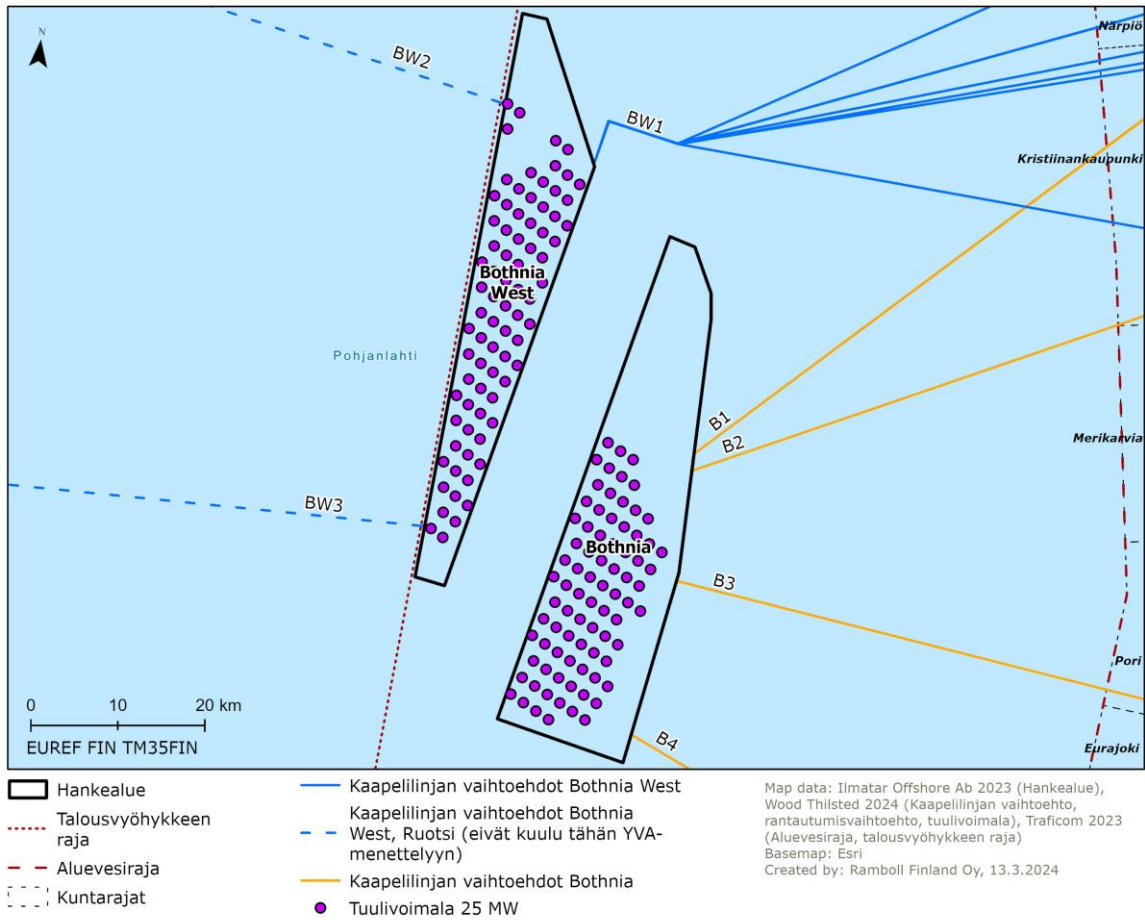 N
BW2
Närpiö
BW1
Kristiinankaupunki
Bothnia
West
Pohjanlahti
B1
B2
Merikarvia
BW3
Bothnia
B3
Pori
B4
Eurajoki
0 10 20 km
EUREF FIN TM35FIN
Hankealue
Talousvyöhykkeen
raja
Aluevesiraja
Kuntarajat
Kaapelilinjan vaihtoehdot Bothnia West
Kaapelilinjan vaihtoehdot Bothnia
West, Ruotsi (eivät kuulu tähän YVA-
menettelyyn)
Kaapelilinjan vaihtoehdot Bothnia
Tuulivoimala 25 MW
Map data: Ilmatar Offshore Ab 2023 (Hankealue),
Wood Thilsted 2024 (Kaapelilinjan vaihtoehto,
rantautumisvaihtoehto, tuulivoimala), Traficom 2023
(Aluevesiraja, talousvyöhykkeen raja)
Basemap: Esri
Created by: Ramboll Finland Oy, 13.3.2024